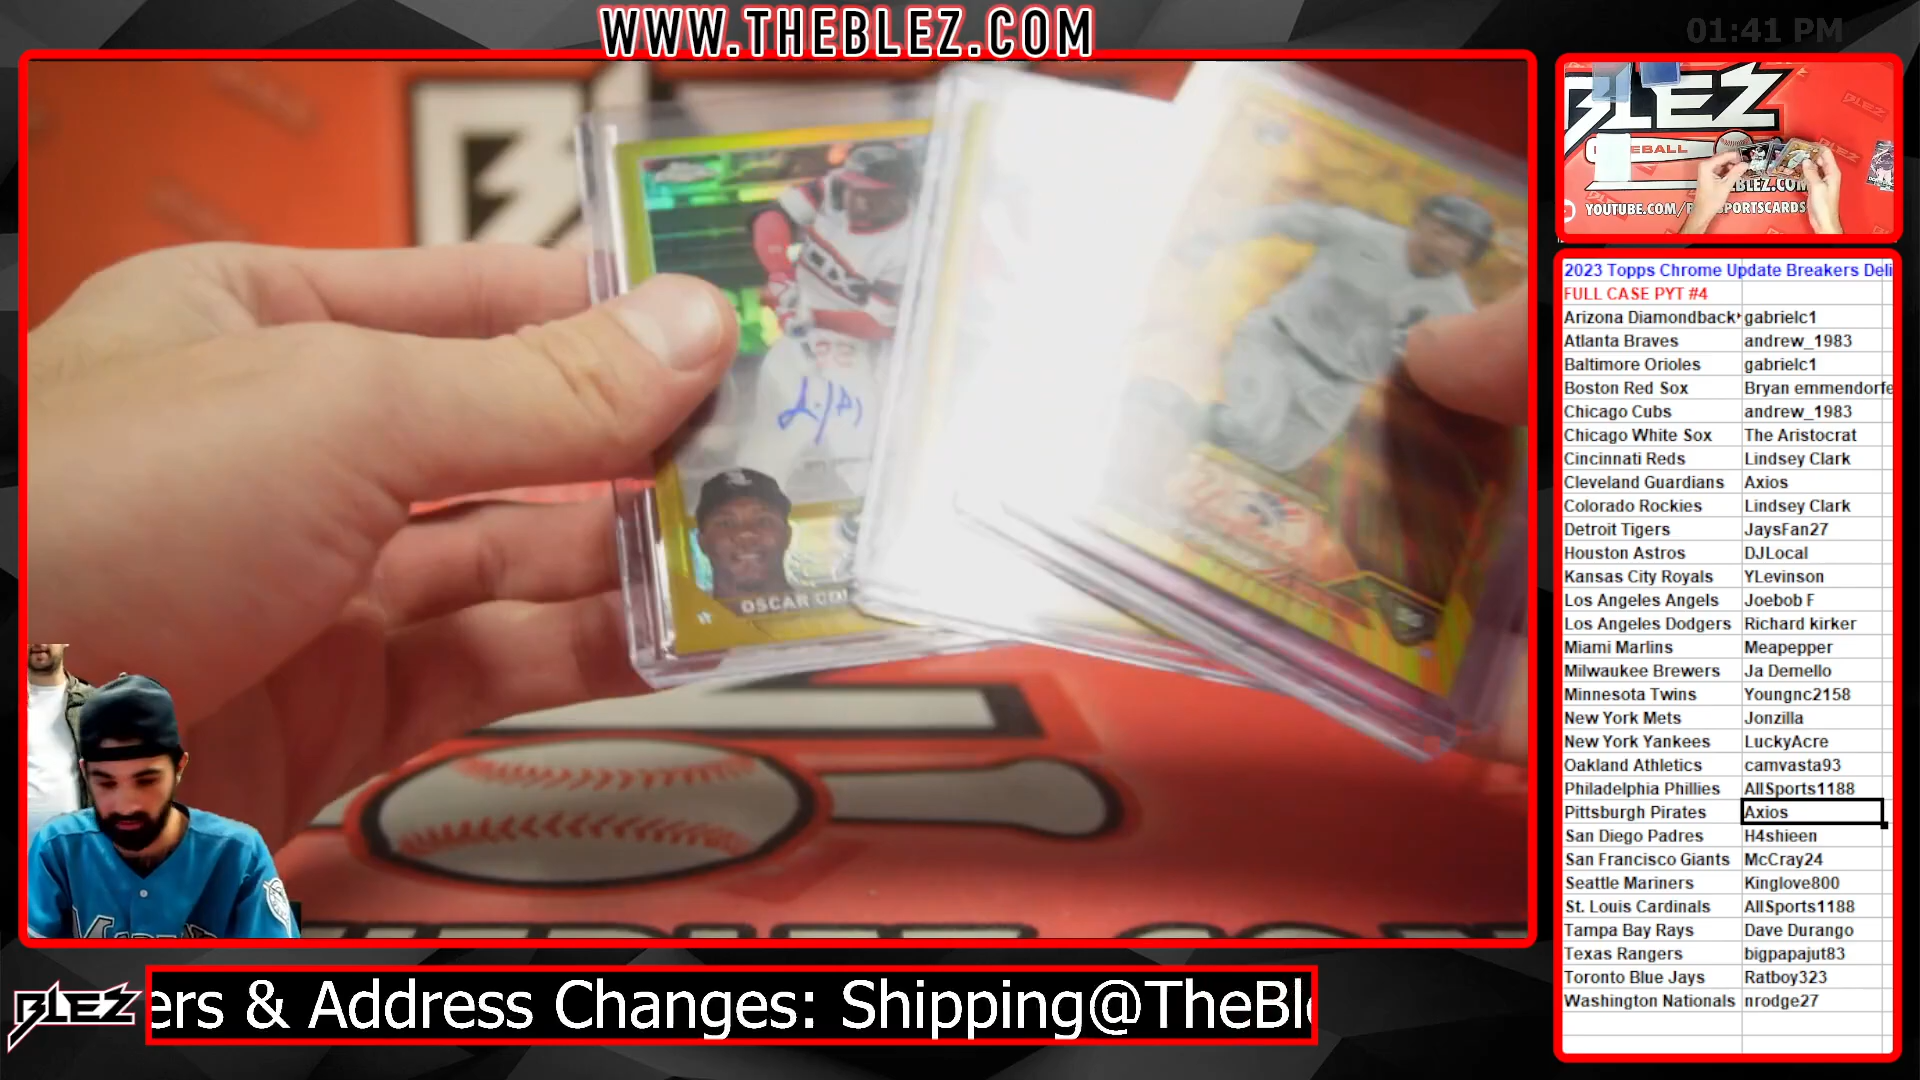 WWW.THEBLEZ.COM
01:41 PM
OX
OSCAR COL
Yankees
BLEZ
BASEBALL
YOUTUBE.COM/
SPORTSCARDS
2023 Topps Chrome Update Breakers Deli
FULL CASE PYT #4
Arizona Diamondback gabrielc1
Atlanta Braves andrew_1983
Baltimore Orioles gabrielc1
Boston Red Sox Bryan emmendorfe
Chicago Cubs andrew_1983
Chicago White Sox The Aristocrat
Cincinnati Reds Lindsey Clark
Cleveland Guardians Axios
Colorado Rockies Lindsey Clark
Detroit Tigers JaysFan27
Houston Astros DJLocal
Kansas City Royals YLevinson
Los Angeles Angels Joebob F
Los Angeles Dodgers Richard kirker
Miami Marlins Meapepper
Milwaukee Brewers Ja Demello
Minnesota Twins Youngnc2158
New York Mets Jonzilla
New York Yankees LuckyAcre
Oakland Athletics camvasta93
Philadelphia Phillies AllSports1188
Pittsburgh Pirates Axios
San Diego Padres H4shieen
San Francisco Giants McCray24
Seattle Mariners Kinglove800
St. Louis Cardinals AllSports1188
Tampa Bay Rays Dave Durango
Texas Rangers bigpapajut83
Toronto Blue Jays Ratboy323
Washington Nationals nrodge27
BLEZ
ers & Address Changes: Shipping@TheBle